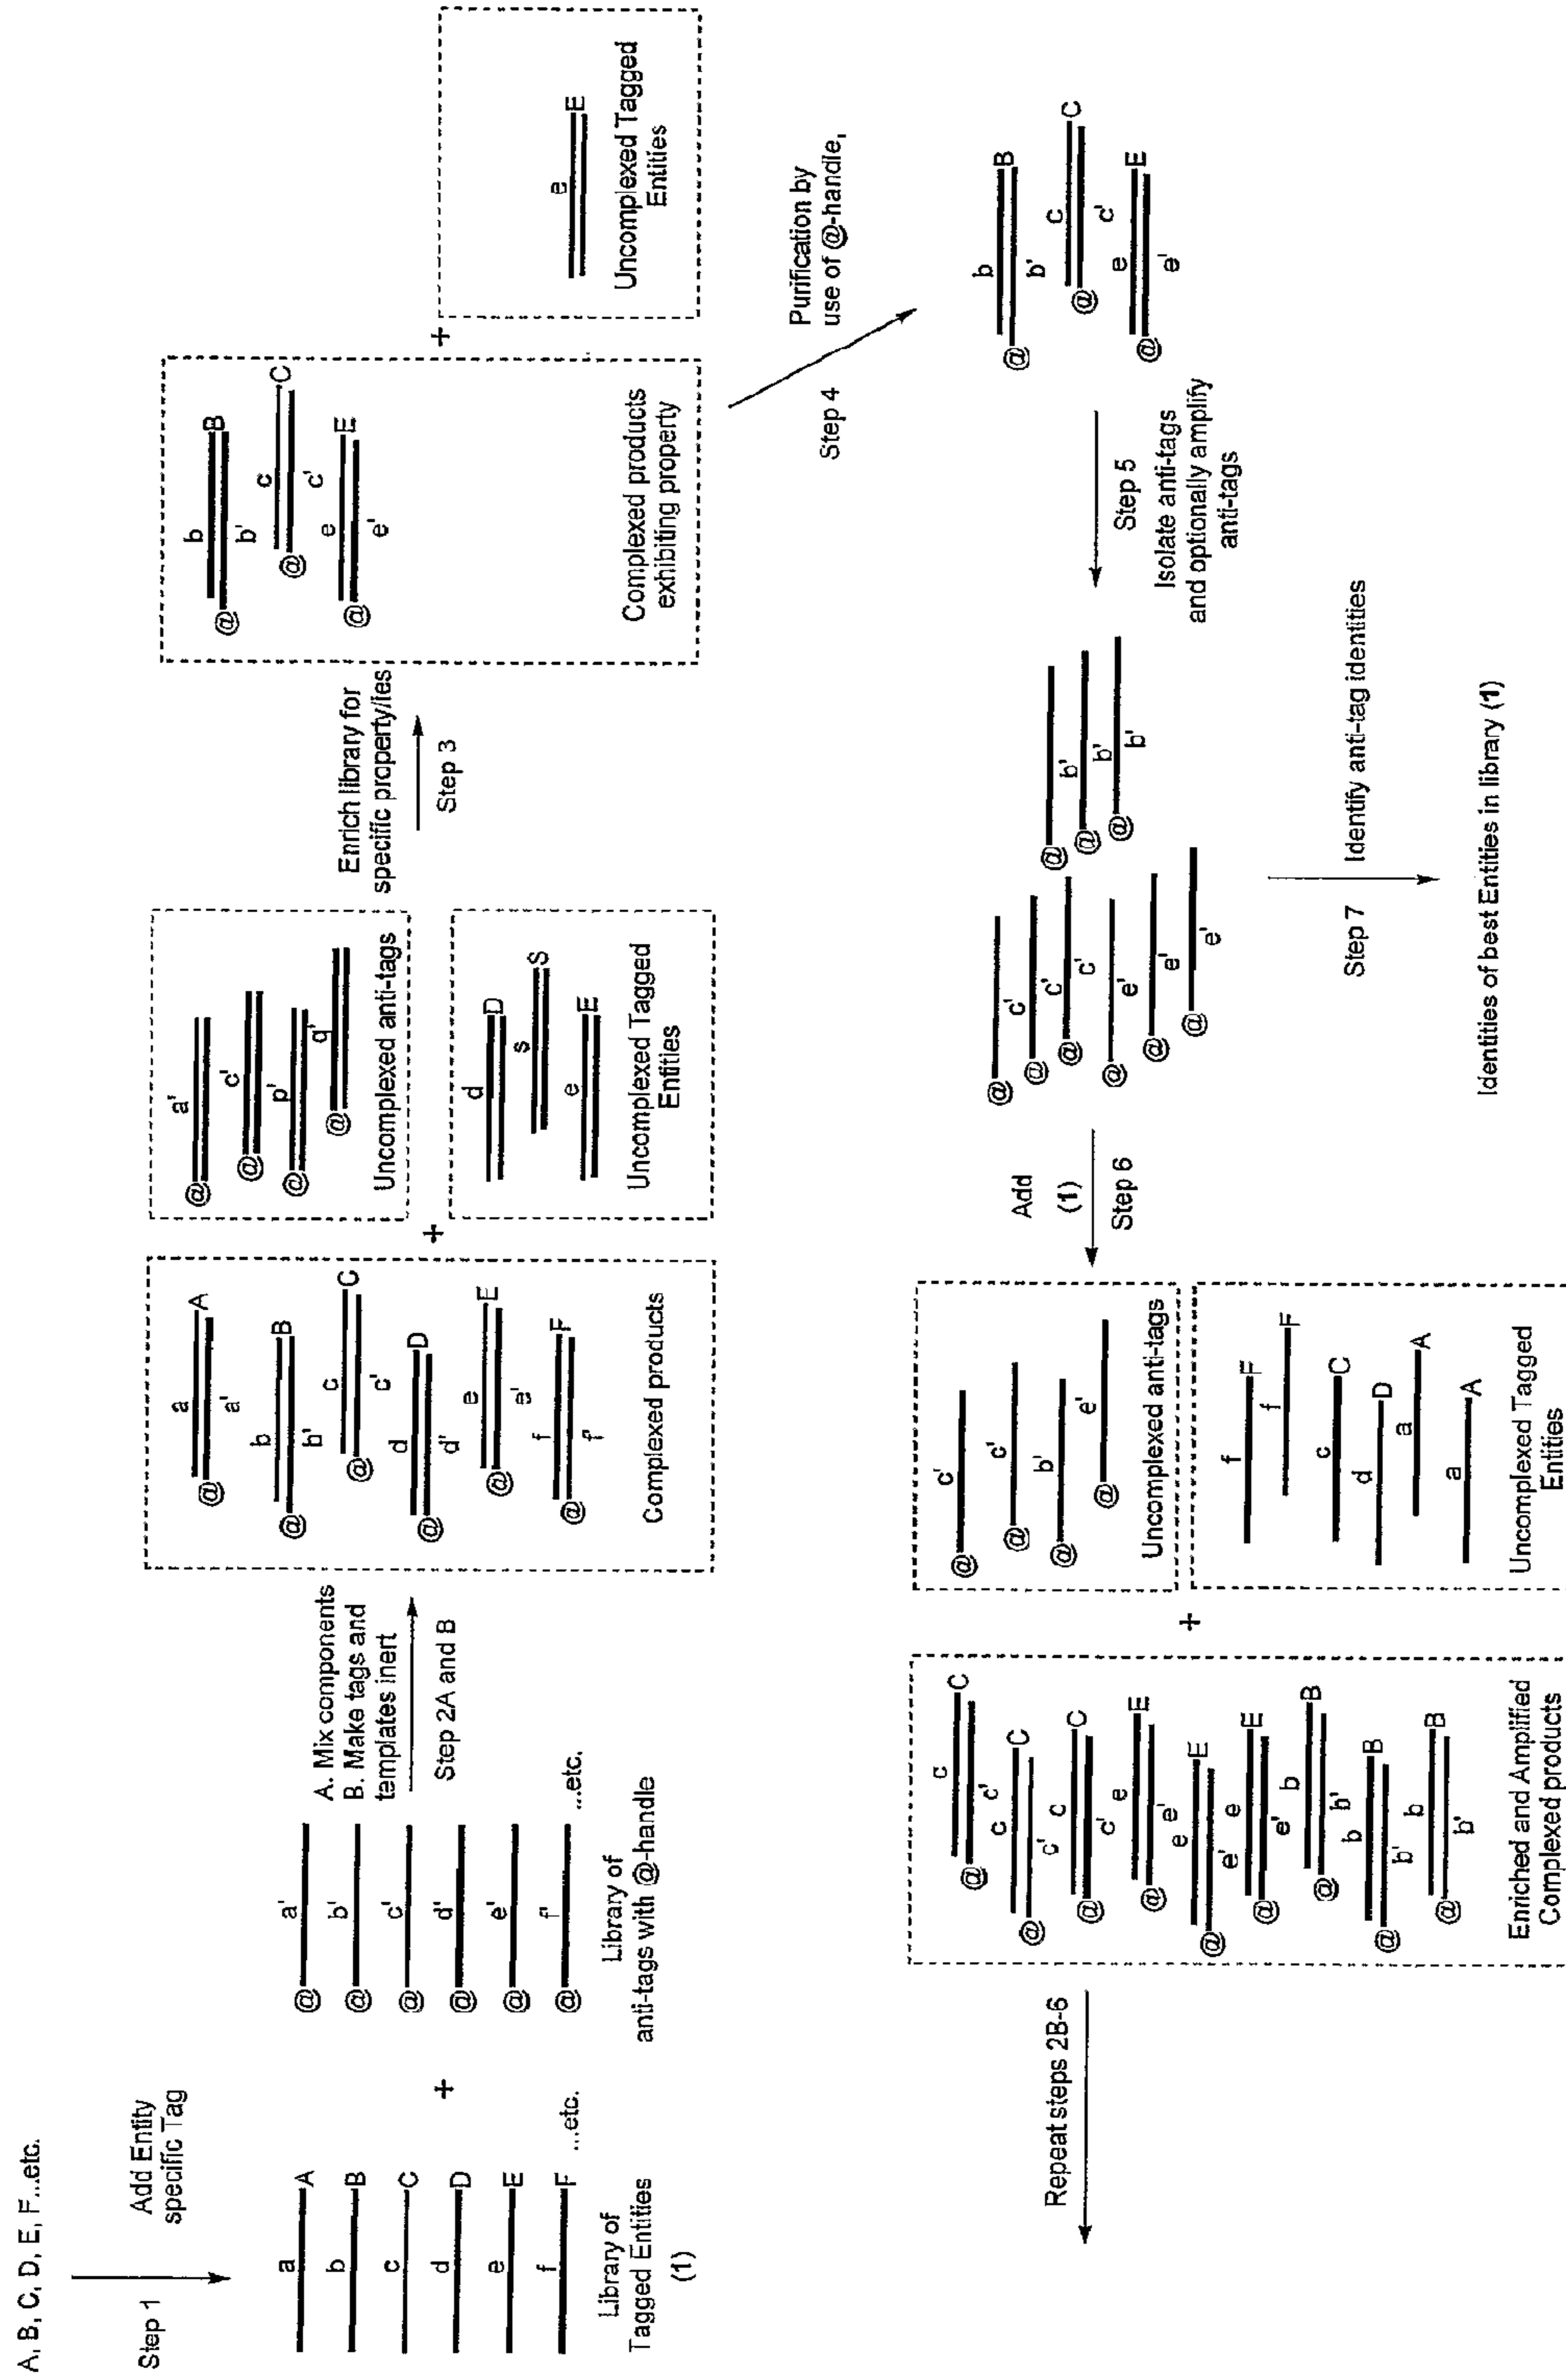 A, B, C, D, E, F...etc.
Step 1
Add Entity
specific Tag
a
A
b
B
c
C
d
D
e
E
f
F
...etc.
Library of
Tagged Entities
(1)
+
@
a'
@
b'
@
c'
@
d'
@
e'
@
f'
...etc.
Library of
anti-tags with @-handle
A. Mix components
B. Make tags and
templates inert
Step 2A and B
a
A
@
a'
b
B
@
b'
c
C
@
c'
d
D
@
d'
e
E
@
e'
f
F
@
f'
Complexed products
+
a'
@
c'
@
p'
@
q'
@
Uncomplexed anti-tags
d
D
s
S
e
E
Uncomplexed Tagged
Entities
Enrich library for
specific property/ies
Step 3
b
B
@
b'
c
C
@
c'
e
E
@
e'
Complexed products
exhibiting property
+
e
E
Uncomplexed Tagged
Entities
Step 4
Purification by
use of @-handle,
b
B
@
b'
c
C
@
c'
e
E
@
e'
Step 5
Isolate anti-tags
and optionally amplify
anti-tags
@
c'
@
c'
@
c'
@
e'
@
e'
@
e'
@
b'
@
b'
@
b'
Step 7
Identify anti-tag identities
Identities of best Entities in library (1)
Add
(1)
Step 6
c'
@
c'
@
b'
@
e'
@
Uncomplexed anti-tags
f
F
f
F
c
C
d
D
a
A
a
A
Uncomplexed Tagged
Entities
+
c
C
@
c'
c
C
@
c'
c
C
@
c'
e
E
@
e'
e
E
@
e'
e
E
@
e'
b
B
@
b'
b
B
@
b'
b
B
@
b'
Enriched and Amplified
Complexed products
Repeat steps 2B-6